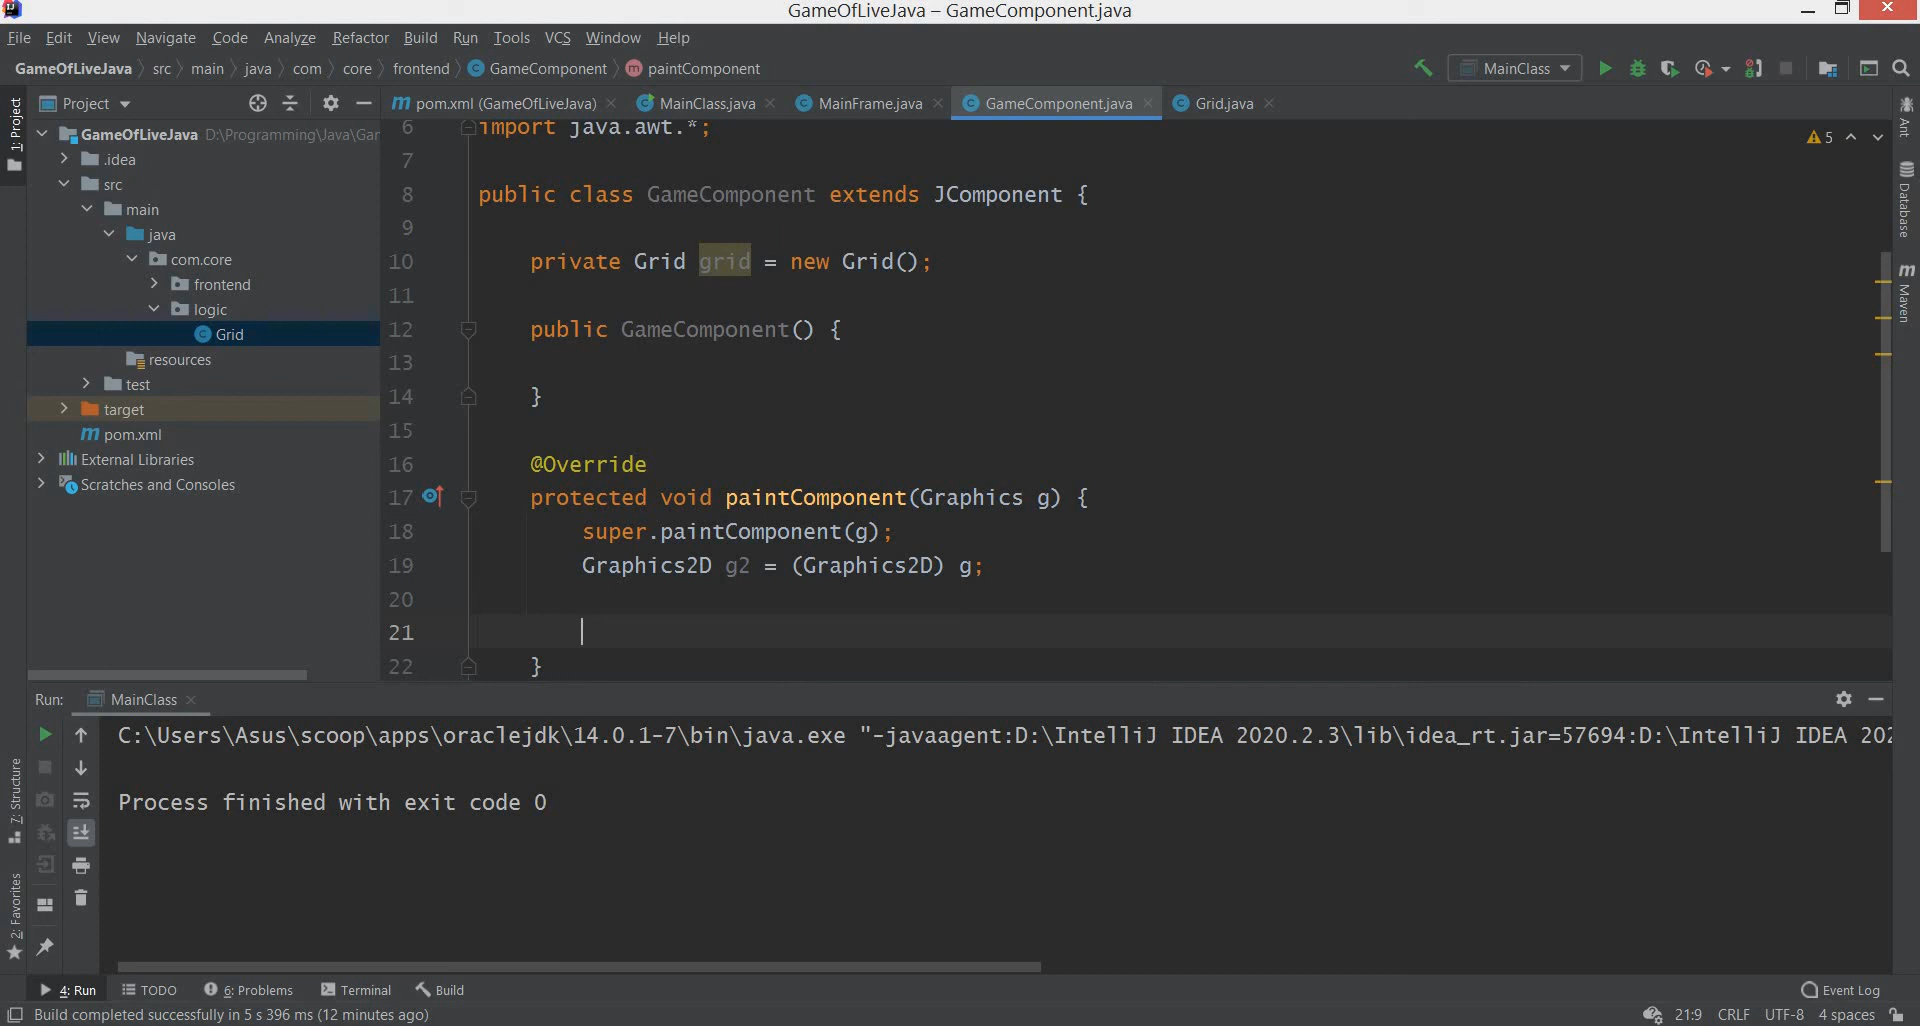 GameOfLiveJava – GameComponent.java
File Edit View Navigate Code Analyze Refactor Build Run Tools VCS Window Help
GameOfLiveJava src main java com core frontend C GameComponent m paintComponent
MainClass
Project
m pom.xml (GameOfLiveJava) C MainClass.java C MainFrame.java C GameComponent.java C Grid.java
1: Project
GameOfLiveJava D:\Programming\Java\Gar
.idea
src
main
java
com.core
frontend
logic
C Grid
resources
test
target
m pom.xml
External Libraries
Scratches and Consoles
5
6 import java.awt.*;
7
8 public class GameComponent extends JComponent {
9
10 private Grid grid = new Grid();
11
12 public GameComponent() {
13
14 }
15
16 @Override
17 protected void paintComponent(Graphics g) {
18 super.paintComponent(g);
19 Graphics2D g2 = (Graphics2D) g;
20
21
22 }
Ant
Database
m Maven
7: Structure
2: Favorites
Run: MainClass
C:\Users\Asus\scoop\apps\oraclejdk\14.0.1-7\bin\java.exe "-javaagent:D:\IntelliJ IDEA 2020.2.3\lib\idea_rt.jar=57694:D:\IntelliJ IDEA 202
Process finished with exit code 0
4: Run TODO 6: Problems Terminal Build Event Log
Build completed successfully in 5 s 396 ms (12 minutes ago) 21:9 CRLF UTF-8 4 spaces